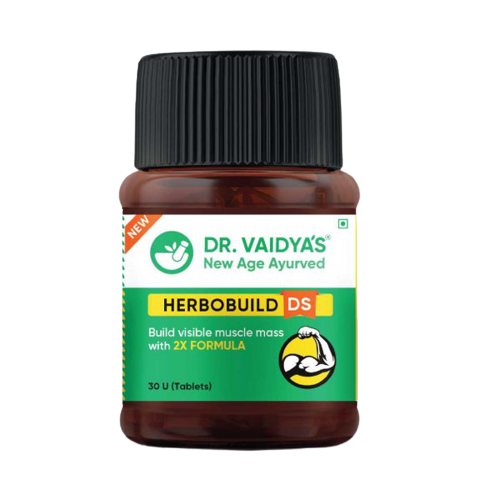 NEW
DR. VAIDYA'S®
New Age Ayurved
HERBOBUILD DS
Build visible muscle mass
with 2X FORMULA
30 U (Tablets)